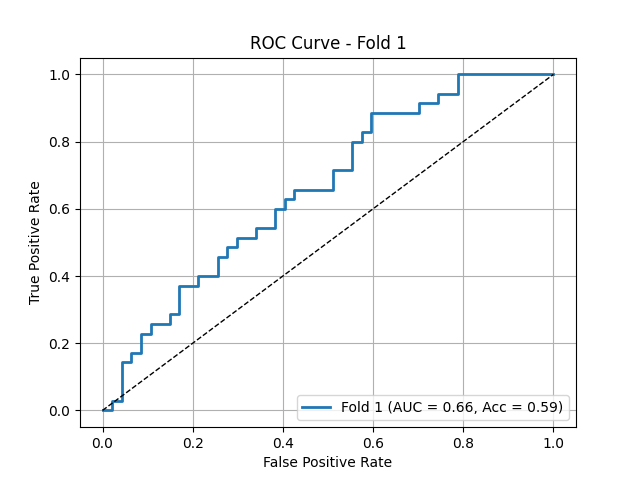 ROC Curve - Fold 1
True Positive Rate
1.0
0.8
0.6
0.4
0.2
0.0
Fold 1 (AUC = 0.66, Acc = 0.59)
0.0 0.2 0.4 0.6 0.8 1.0
False Positive Rate